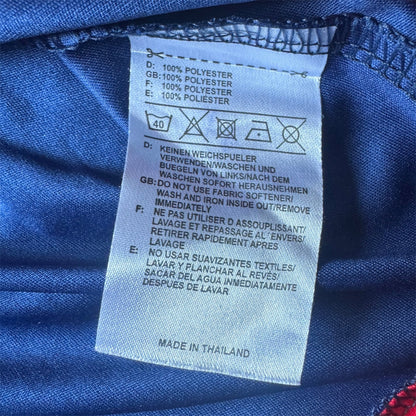 D: 100% POLYESTER
GB: 100% POLYESTER
F: 100% POLYESTER
E: 100% POLIESTER
40
D: KEINEN WEICHSPUELER
VERWENDEN/WASCHEN UND
BUEGELN VON LINKS/NACH DEM
WASCHEN SOFORT HERAUSNEHMEN
GB: DO NOT USE FABRIC SOFTENER/
WASH AND IRON INSIDE OUT/REMOVE
IMMEDIATELY
F: NE PAS UTILISER D ASSOUPLISSANT/
LAVAGE ET REPASSAGE AL´ENVERS/
RETIRER RAPIDEMENT APRES
LAVAGE
E: NO USAR SUAVIZANTES TEXTILES/
LAVAR Y PLANCHAR AL REVÉS/
SACAR DEL AGUA INMEDIATAMENTE
DESPUES DE LAVAR
MADE IN THAILAND